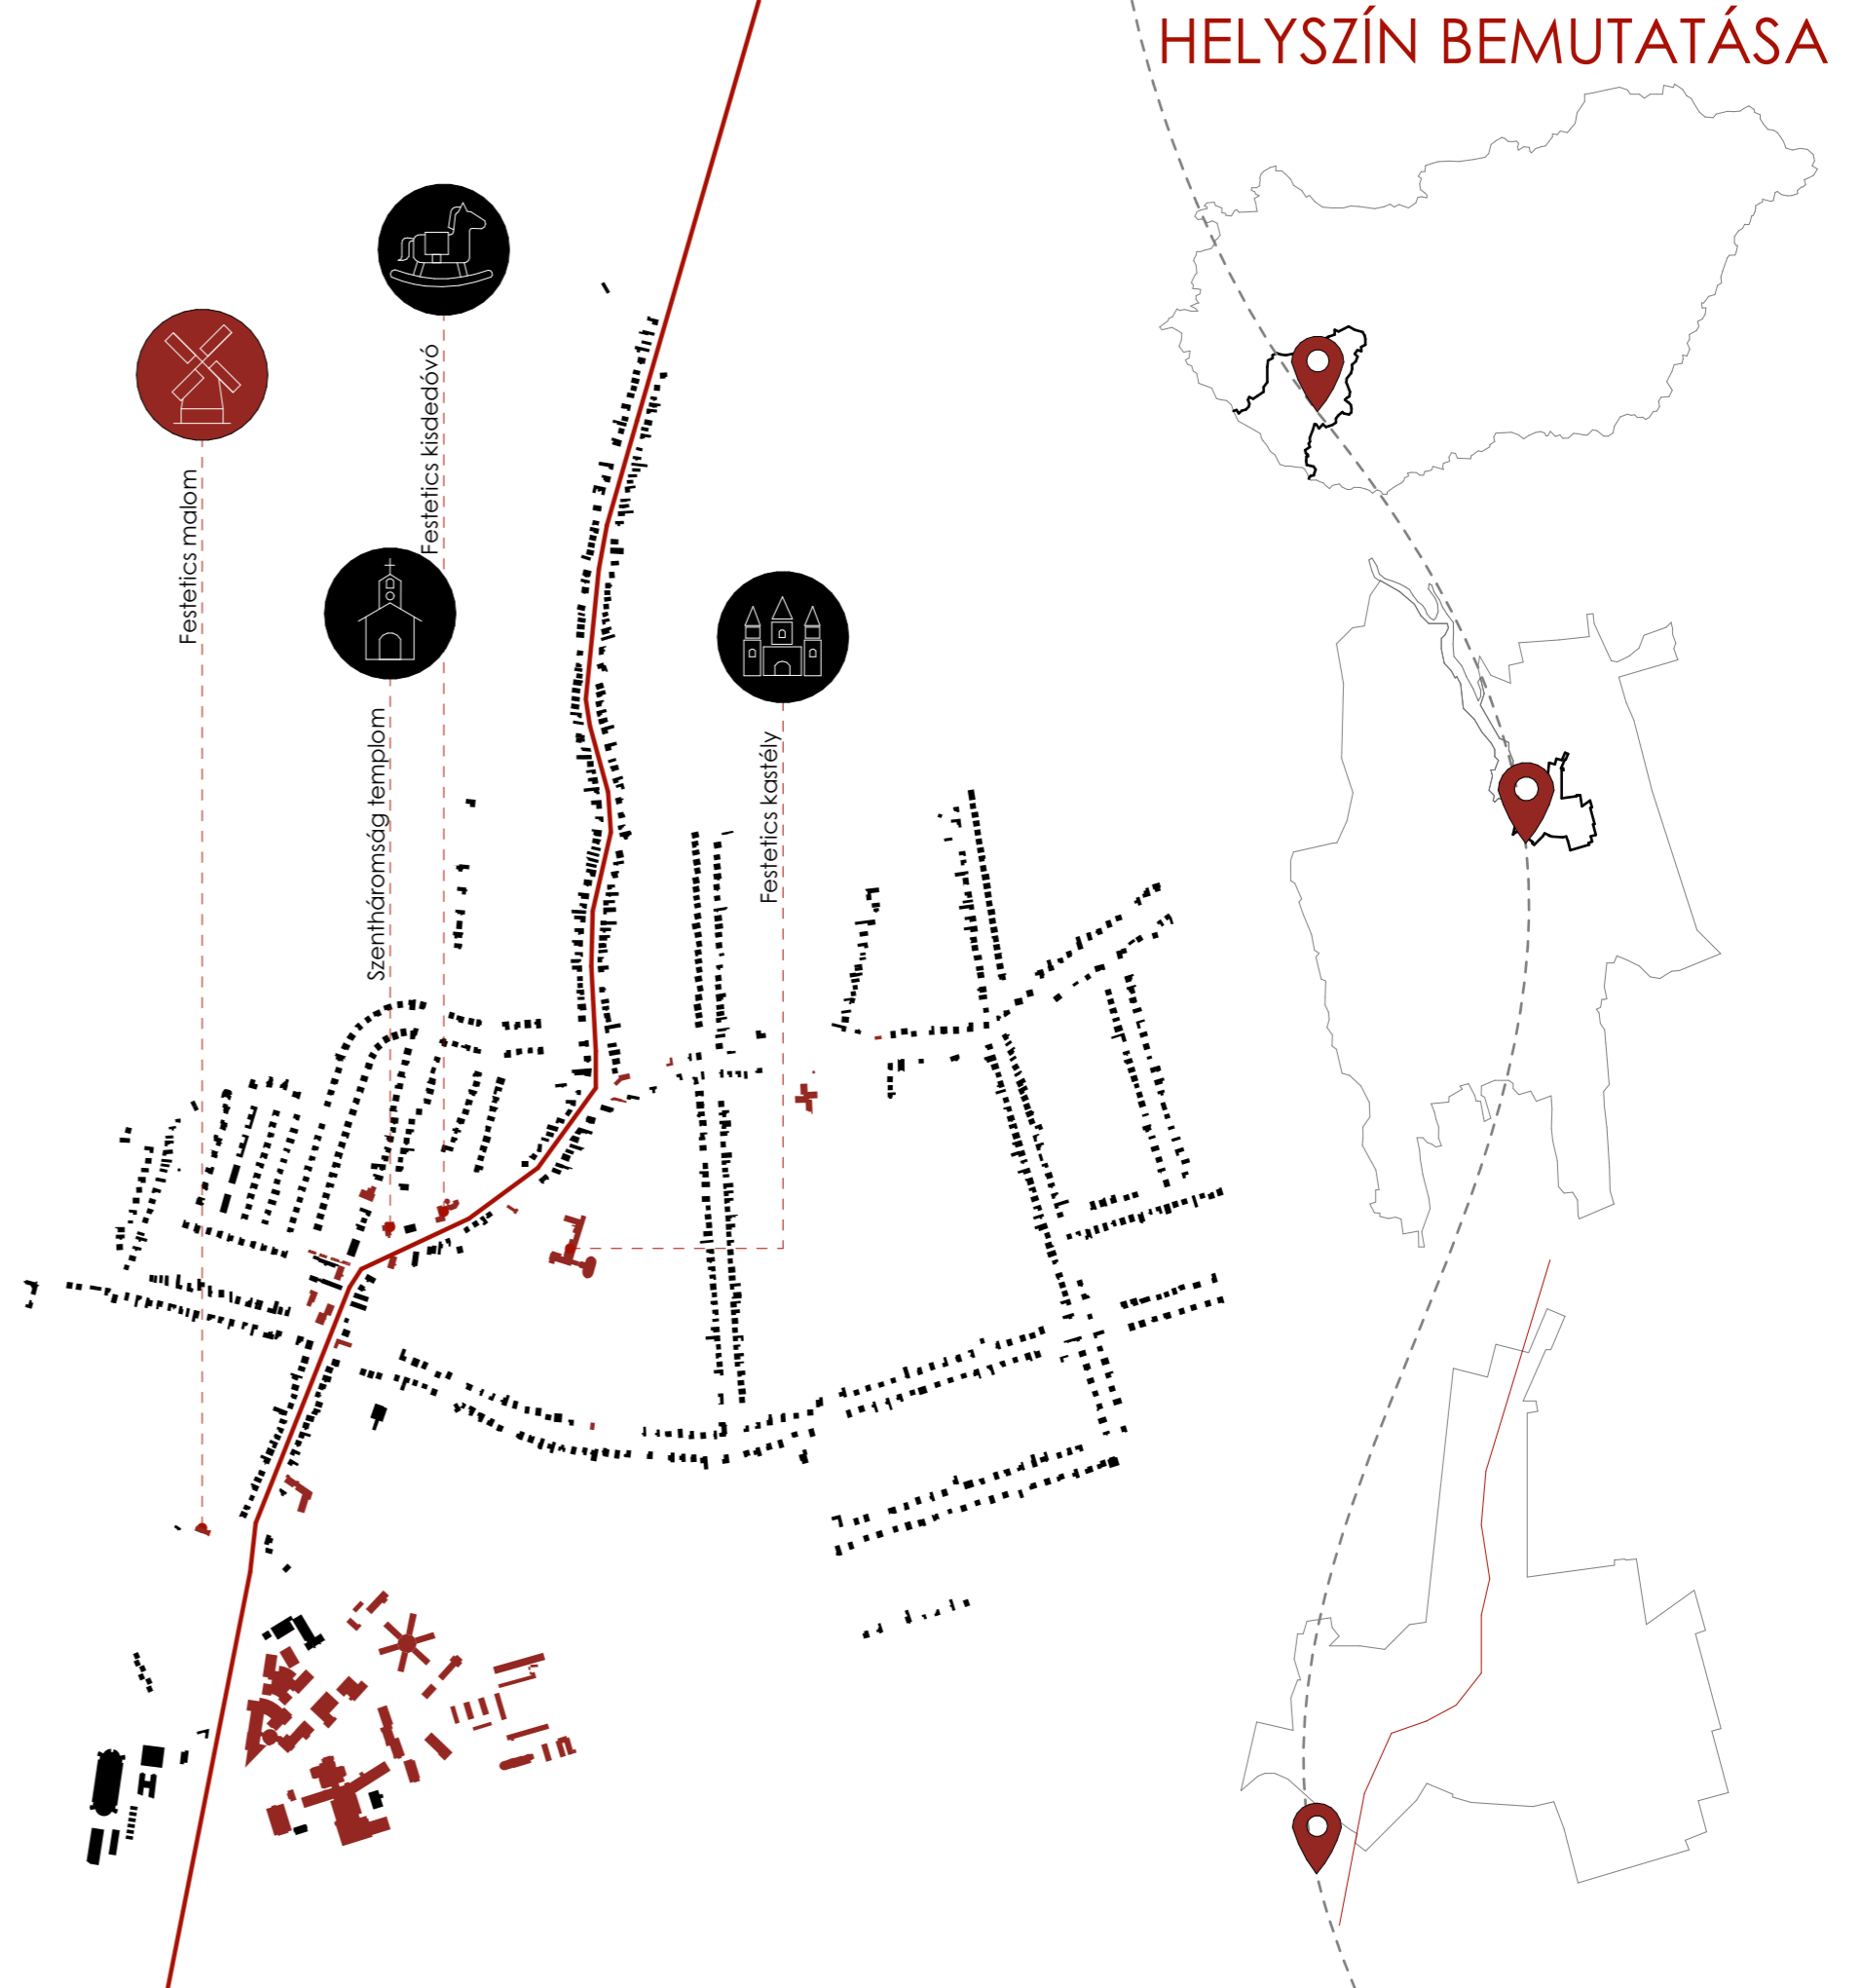 HELYSZÍN BEMUTATÁSA
Festetics malom
Festetics kisdedóvó
Szentháromság templom
Festetics kastély